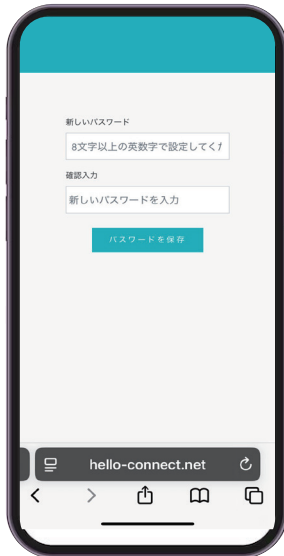 新しいパスワード
8文字以上の英数字で設定してくだ
確認入力
新しいパスワードを入力
パスワードを保存
hello-connect.net